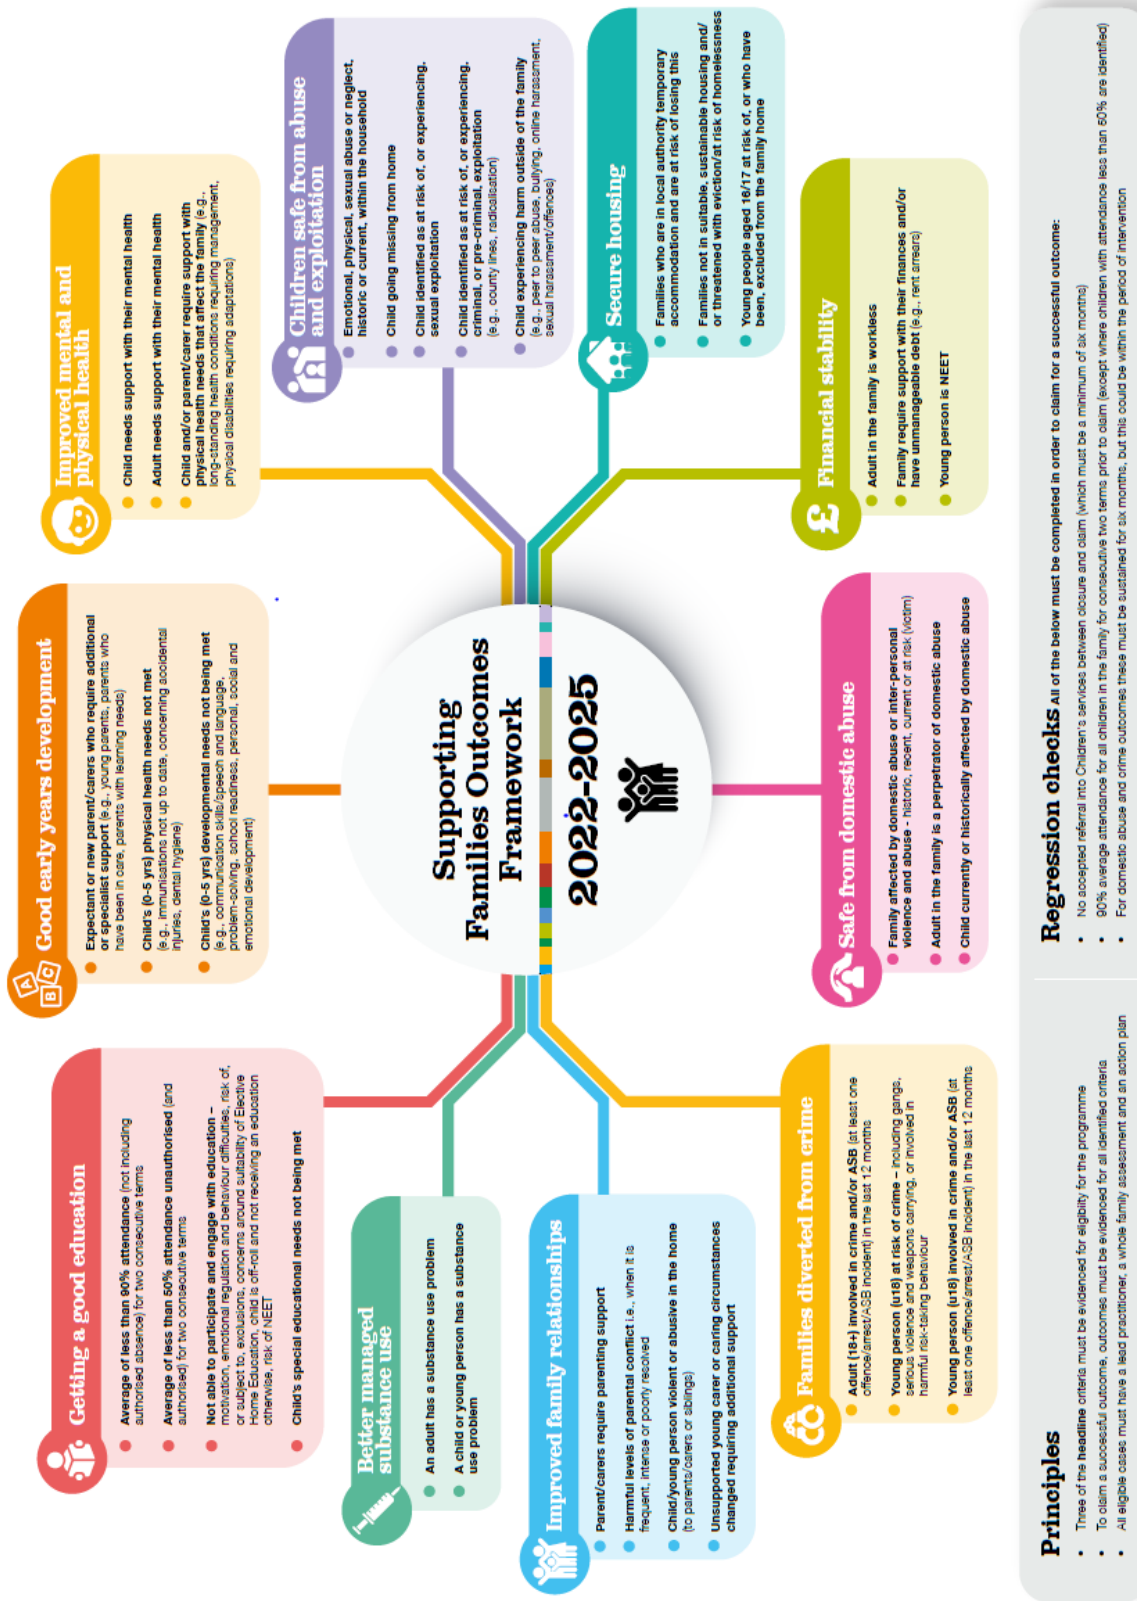 Supporting
Families Outcomes
Framework
2022-2025
Getting a good education
Average of less than 90% attendance (not including
authorised absence) for two consecutive terms
Average of less than 50% attendance unauthorised (and
authorised) for two consecutive terms
Not able to participate and engage with education –
motivation, emotional regulation and behaviour difficulties, risk of,
or subject to, exclusions, concerns around suitability of Elective
Home Education, child is off-roll and not receiving an education
otherwise, risk of NEET
Child's special educational needs not being met
A
B
C
Good early years development
Expectant or new parent/carers who require additional
or specialist support (e.g., young parents, parents who
have been in care, parents with learning needs)
Child's (0-5 yrs) physical health needs not met
(e.g., immunisations not up to date, concerning accidental
injuries, dental hygiene)
Child's (0-5 yrs) developmental needs not being met
(e.g., communication skills/speech and language,
problem-solving, school readiness, personal, social and
emotional development)
Improved mental and
physical health
Child needs support with their mental health
Adult needs support with their mental health
Child and/or parent/carer require support with
physical health needs that affect the family (e.g.,
long-standing health conditions requiring management,
physical disabilities requiring adaptations)
Better managed
substance use
An adult has a substance use problem
A child or young person has a substance
use problem
Children safe from abuse
and exploitation
Emotional, physical, sexual abuse or neglect,
historic or current, within the household
Child going missing from home
Child identified as at risk of, or experiencing,
sexual exploitation
Child identified as at risk of, or experiencing,
criminal, or pre-criminal, exploitation
(e.g., county lines, radicalisation)
Child experiencing harm outside of the family
(e.g., peer to peer abuse, bullying, online harassment,
sexual harassment/offences)
Improved family relationships
Parent/carers require parenting support
Harmful levels of parental conflict i.e., when it is
frequent, intense or poorly resolved
Child/young person violent or abusive in the home
(to parents/carers or siblings)
Unsupported young carer or caring circumstances
changed requiring additional support
Secure housing
Families who are in local authority temporary
accommodation and are at risk of losing this
Families not in suitable, sustainable housing and/
or threatened with eviction/at risk of homelessness
Young people aged 16/17 at risk of, or who have
been, excluded from the family home
Families diverted from crime
Adult (18+) involved in crime and/or ASB (at least one
offence/arrest/ASB incident) in the last 12 months
Young person (u18) at risk of crime – including gangs,
serious violence and weapons carrying, or involved in
harmful risk-taking behaviour
Young person (u18) involved in crime and/or ASB (at
least one offence/arrest/ASB incident) in the last 12 months
Safe from domestic abuse
Family affected by domestic abuse or inter-personal
violence and abuse - historic, recent, current or at risk (victim)
Adult in the family is a perpetrator of domestic abuse
Child currently or historically affected by domestic abuse
£
Financial stability
Adult in the family is workless
Family require support with their finances and/or
have unmanageable debt (e.g., rent arrears)
Young person is NEET
Principles
Three of the headline criteria must be evidenced for eligibility for the programme
To claim a successful outcome, outcomes must be evidenced for all identified criteria
All eligible cases must have a lead practitioner, a whole family assessment and an action plan
Regression checks All of the below must be completed in order to claim for a successful outcome:
No accepted referral into Children's services between closure and claim (which must be a minimum of six months)
90% average attendance for all children in the family for consecutive two terms prior to claim (except where children with attendance less than 50% are identified)
For domestic abuse and crime outcomes these must be sustained for six months, but this could be within the period of intervention